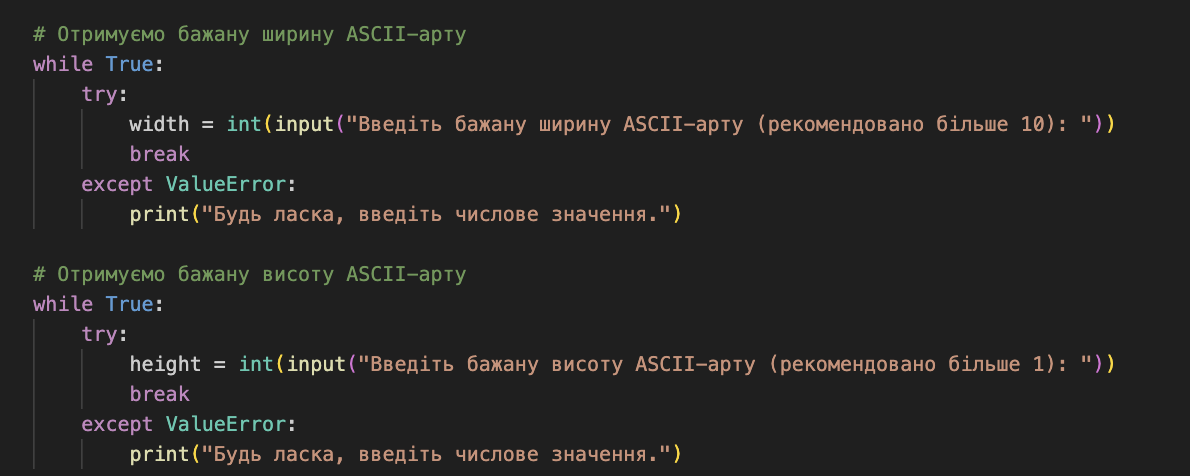 # Отримуємо бажану ширину ASCII-арту
while True:
    try:
        width = int(input("Введіть бажану ширину ASCII-арту (рекомендовано більше 10): "))
        break
    except ValueError:
        print("Будь ласка, введіть числове значення.")

# Отримуємо бажану висоту ASCII-арту
while True:
    try:
        height = int(input("Введіть бажану висоту ASCII-арту (рекомендовано більше 1): "))
        break
    except ValueError:
        print("Будь ласка, введіть числове значення.")